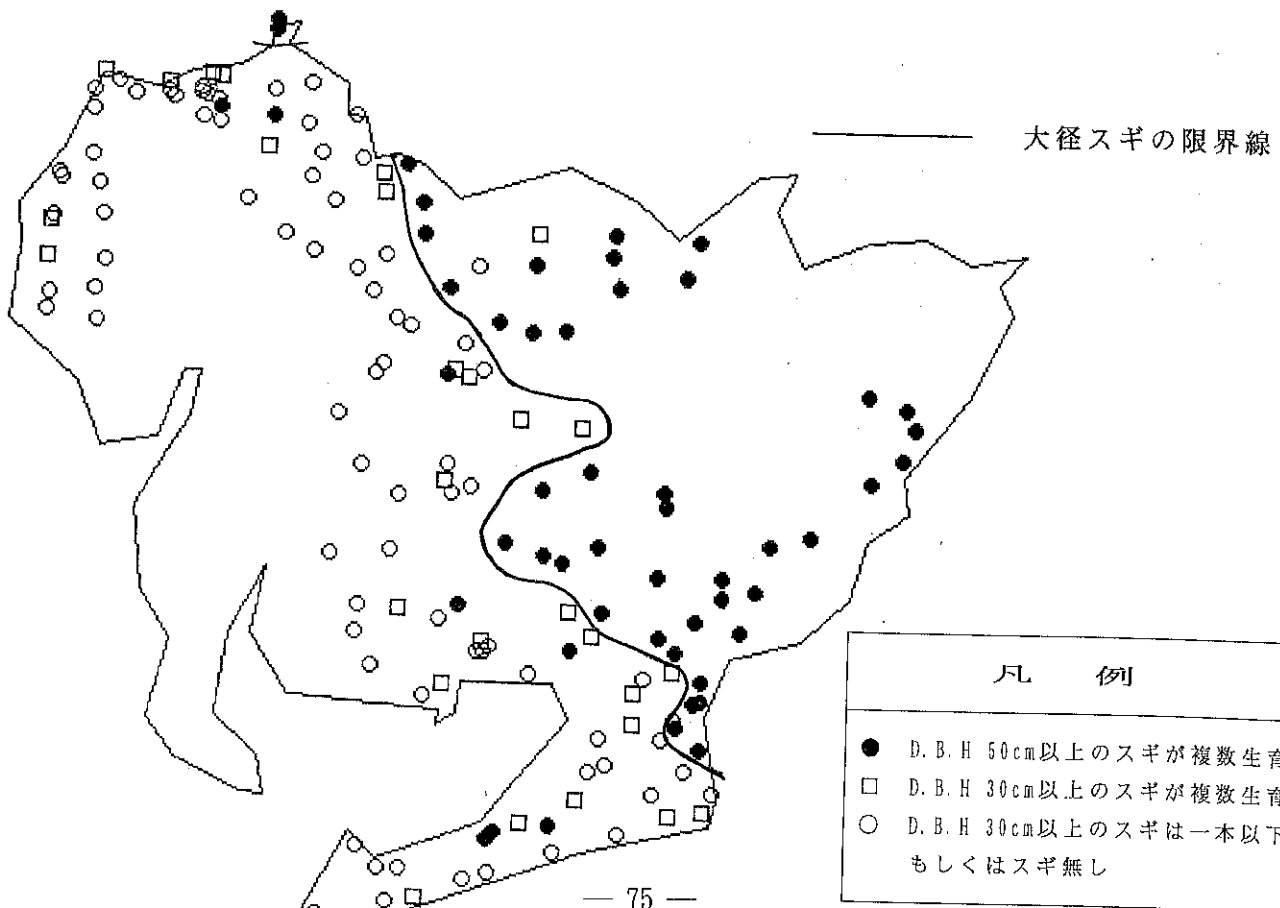 大径スギの限界線
凡 例
● D.B.H 50cm以上のスギが複数生育
□ D.B.H 30cm以上のスギが複数生育
○ D.B.H 30cm以上のスギは一本以下
もしくはスギ無し
— 75 —